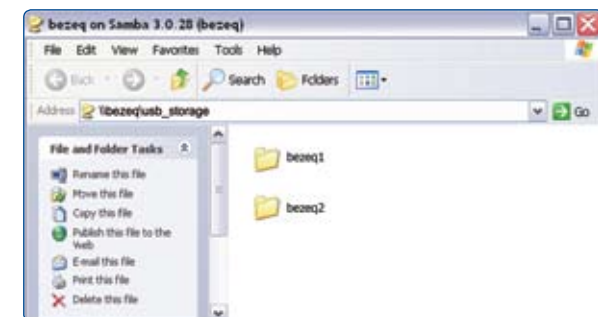 bezeq on Samba 3.0.28 (bezeq)
File Edit View Favorites Tools Help
Back Search Folders
Address \\bezeq\usb_storage Go
File and Folder Tasks
Rename this file
Move this file
Copy this file
Publish this file to the
Web
E-mail this file
Print this file
Delete this file
bezeq1
bezeq2